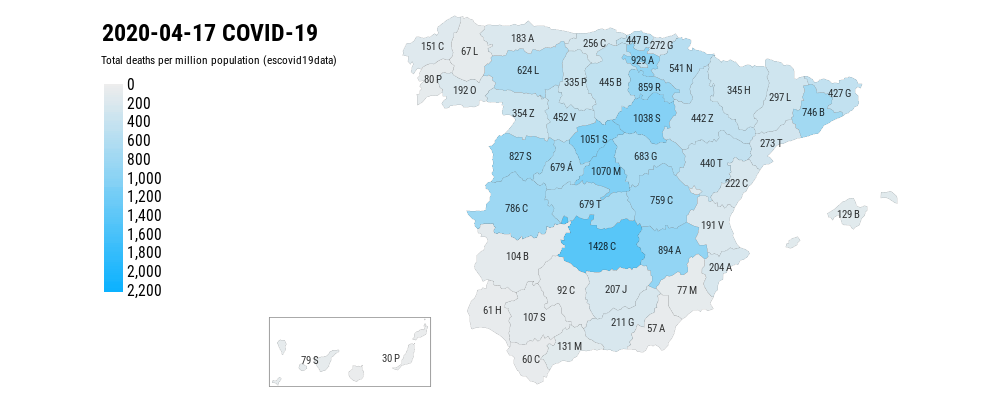 2020-04-17 COVID-19
Total deaths per million population (escovid19data)
0
200
400
600
800
1,000
1,200
1,400
1,600
1,800
2,000
2,200
151 C
67 L
183 A
256 C
447 B
272 G
929 A
541 N
80 P
192 O
624 L
335 P
445 B
859 R
345 H
297 L
427 G
746 B
354 Z
452 V
1038 S
442 Z
273 T
1051 S
827 S
679 Á
1070 M
683 G
440 T
222 C
786 C
679 T
759 C
191 V
129 B
104 B
1428 C
894 A
204 A
92 C
207 J
77 M
61 H
107 S
211 G
57 A
131 M
60 C
79 S
30 P